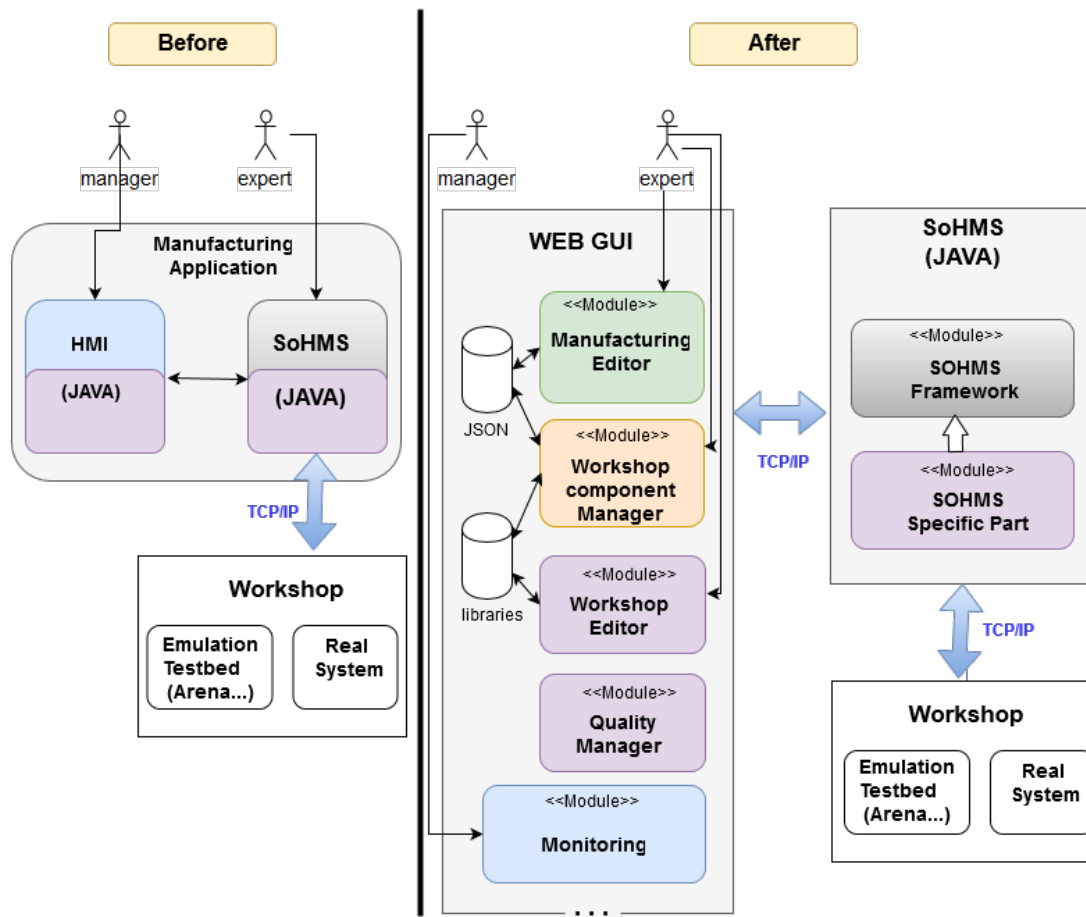 Before
manager
expert
Manufacturing
Application
HMI
(JAVA)
SoHMS
(JAVA)
TCP/IP
Workshop
Emulation
Testbed
(Arena...)
Real
System
After
manager
expert
WEB GUI
<<Module>>
Manufacturing
Editor
JSON
<<Module>>
Workshop
component
Manager
libraries
<<Module>>
Workshop
Editor
<<Module>>
Quality
Manager
<<Module>>
Monitoring
...
TCP/IP
SoHMS
(JAVA)
<<Module>>
SOHMS
Framework
<<Module>>
SOHMS
Specific Part
TCP/IP
Workshop
Emulation
Testbed
(Arena...)
Real
System